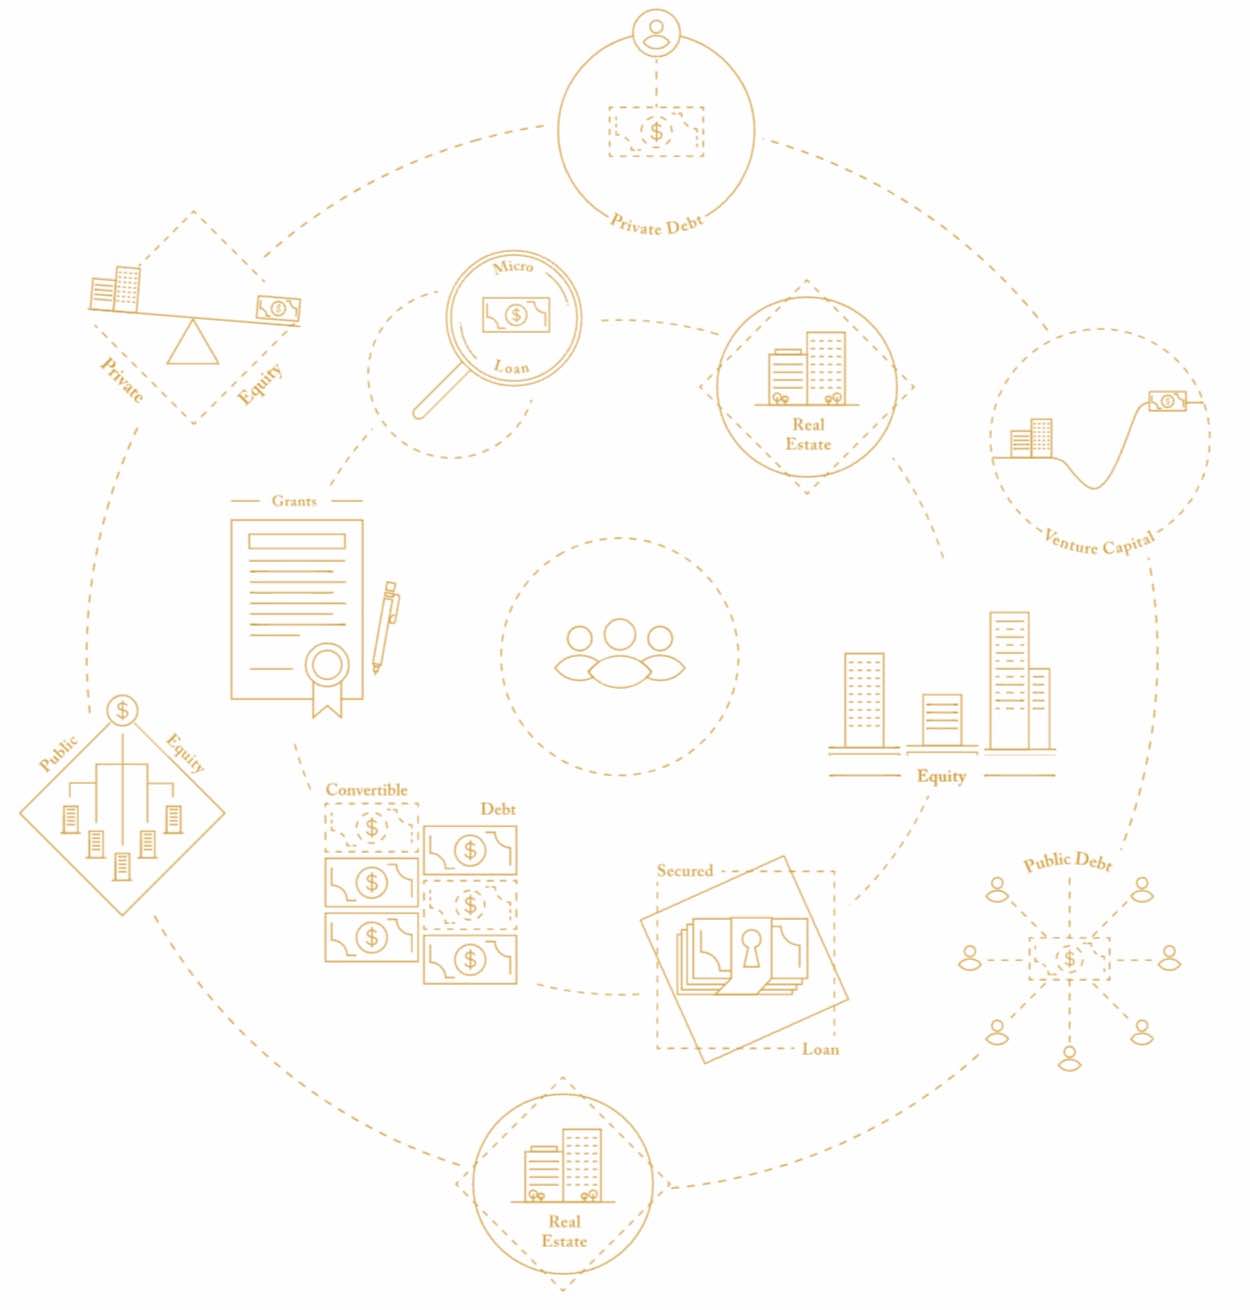 Private Debt
Micro
Loan
Private
Equity
Real
Estate
Venture Capital
Grants
Public
Equity
Equity
Convertible
Debt
Secured
Loan
Public Debt
Real
Estate